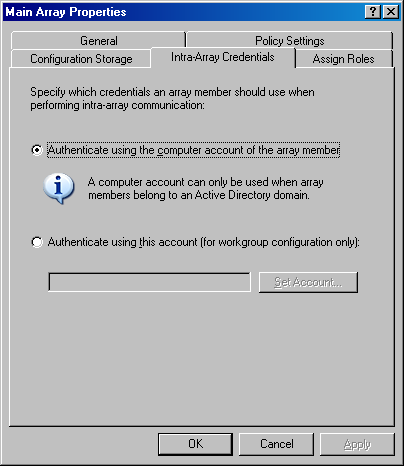 Main Array Properties
General
Policy Settings
Configuration Storage
Intra-Array Credentials
Assign Roles
Specify which credentials an array member should use when
performing intra-array communication:
Authenticate using the computer account of the array member
A computer account can only be used when array
members belong to an Active Directory domain.
Authenticate using this account (for workgroup configuration only):
Set Account...
OK
Cancel
Apply